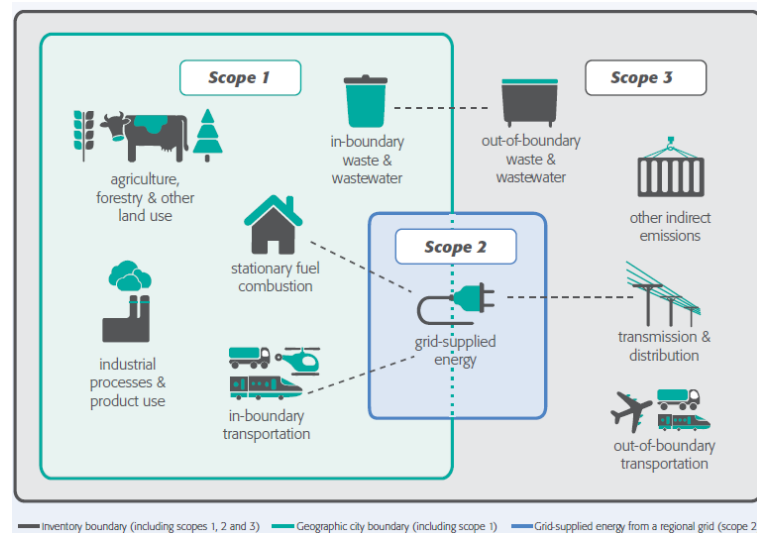 Scope 1
Scope 3
in-boundary
waste &
wastewater
out-of-boundary
waste &
wastewater
agriculture,
forestry & other
land use
other indirect
emissions
Scope 2
stationary fuel
combustion
grid-supplied
energy
transmission &
distribution
industrial
processes &
product use
in-boundary
transportation
out-of-boundary
transportation
Inventory boundary (including scopes 1, 2 and 3) Geographic city boundary (including scope 1) Grid-supplied energy from a regional grid (scope 2